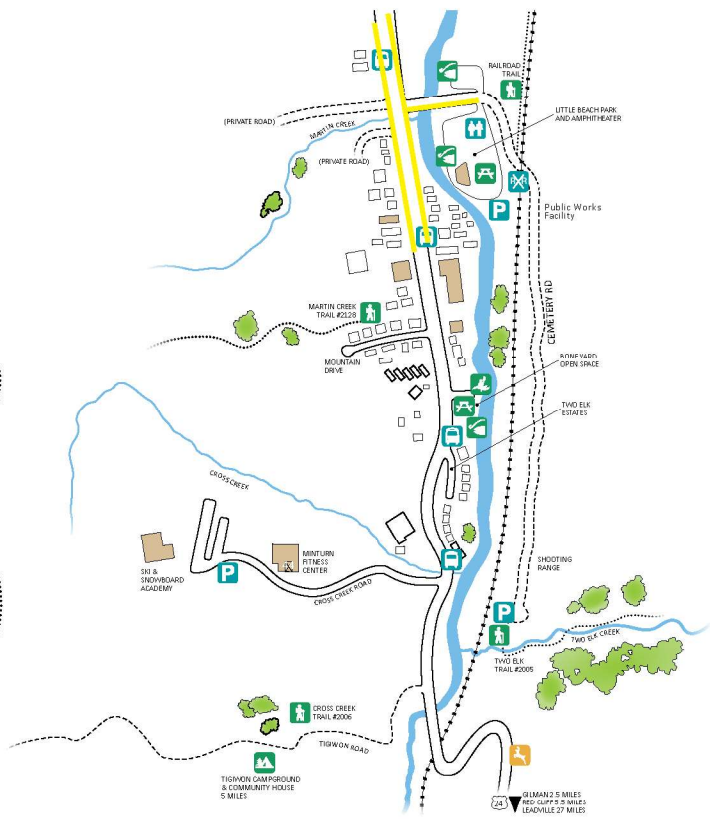 RAILROAD
TRAIL
LITTLE BEACH PARK
AND AMPHITHEATER
(PRIVATE ROAD)
MARTIN CREEK
(PRIVATE ROAD)
RXR
P
Public Works
Facility
CEMETERY RD
MARTIN CREEK
TRAIL #2128
MOUNTAIN
DRIVE
BONEYARD
OPEN SPACE
TWO ELK
ESTATES
CROSS CREEK
SKI &
SNOWBOARD
ACADEMY
P
MINTURN
FITNESS
CENTER
CROSS CREEK ROAD
SHOOTING
RANGE
P
TWO ELK CREEK
TWO ELK
TRAIL #2005
CROSS CREEK
TRAIL #2006
TIGIWON ROAD
TIGIWON CAMPGROUND
& COMMUNITY HOUSE
5 MILES
24
GILMAN 2.5 MILES
RED CLIFF 5.5 MILES
LEADVILLE 27 MILES